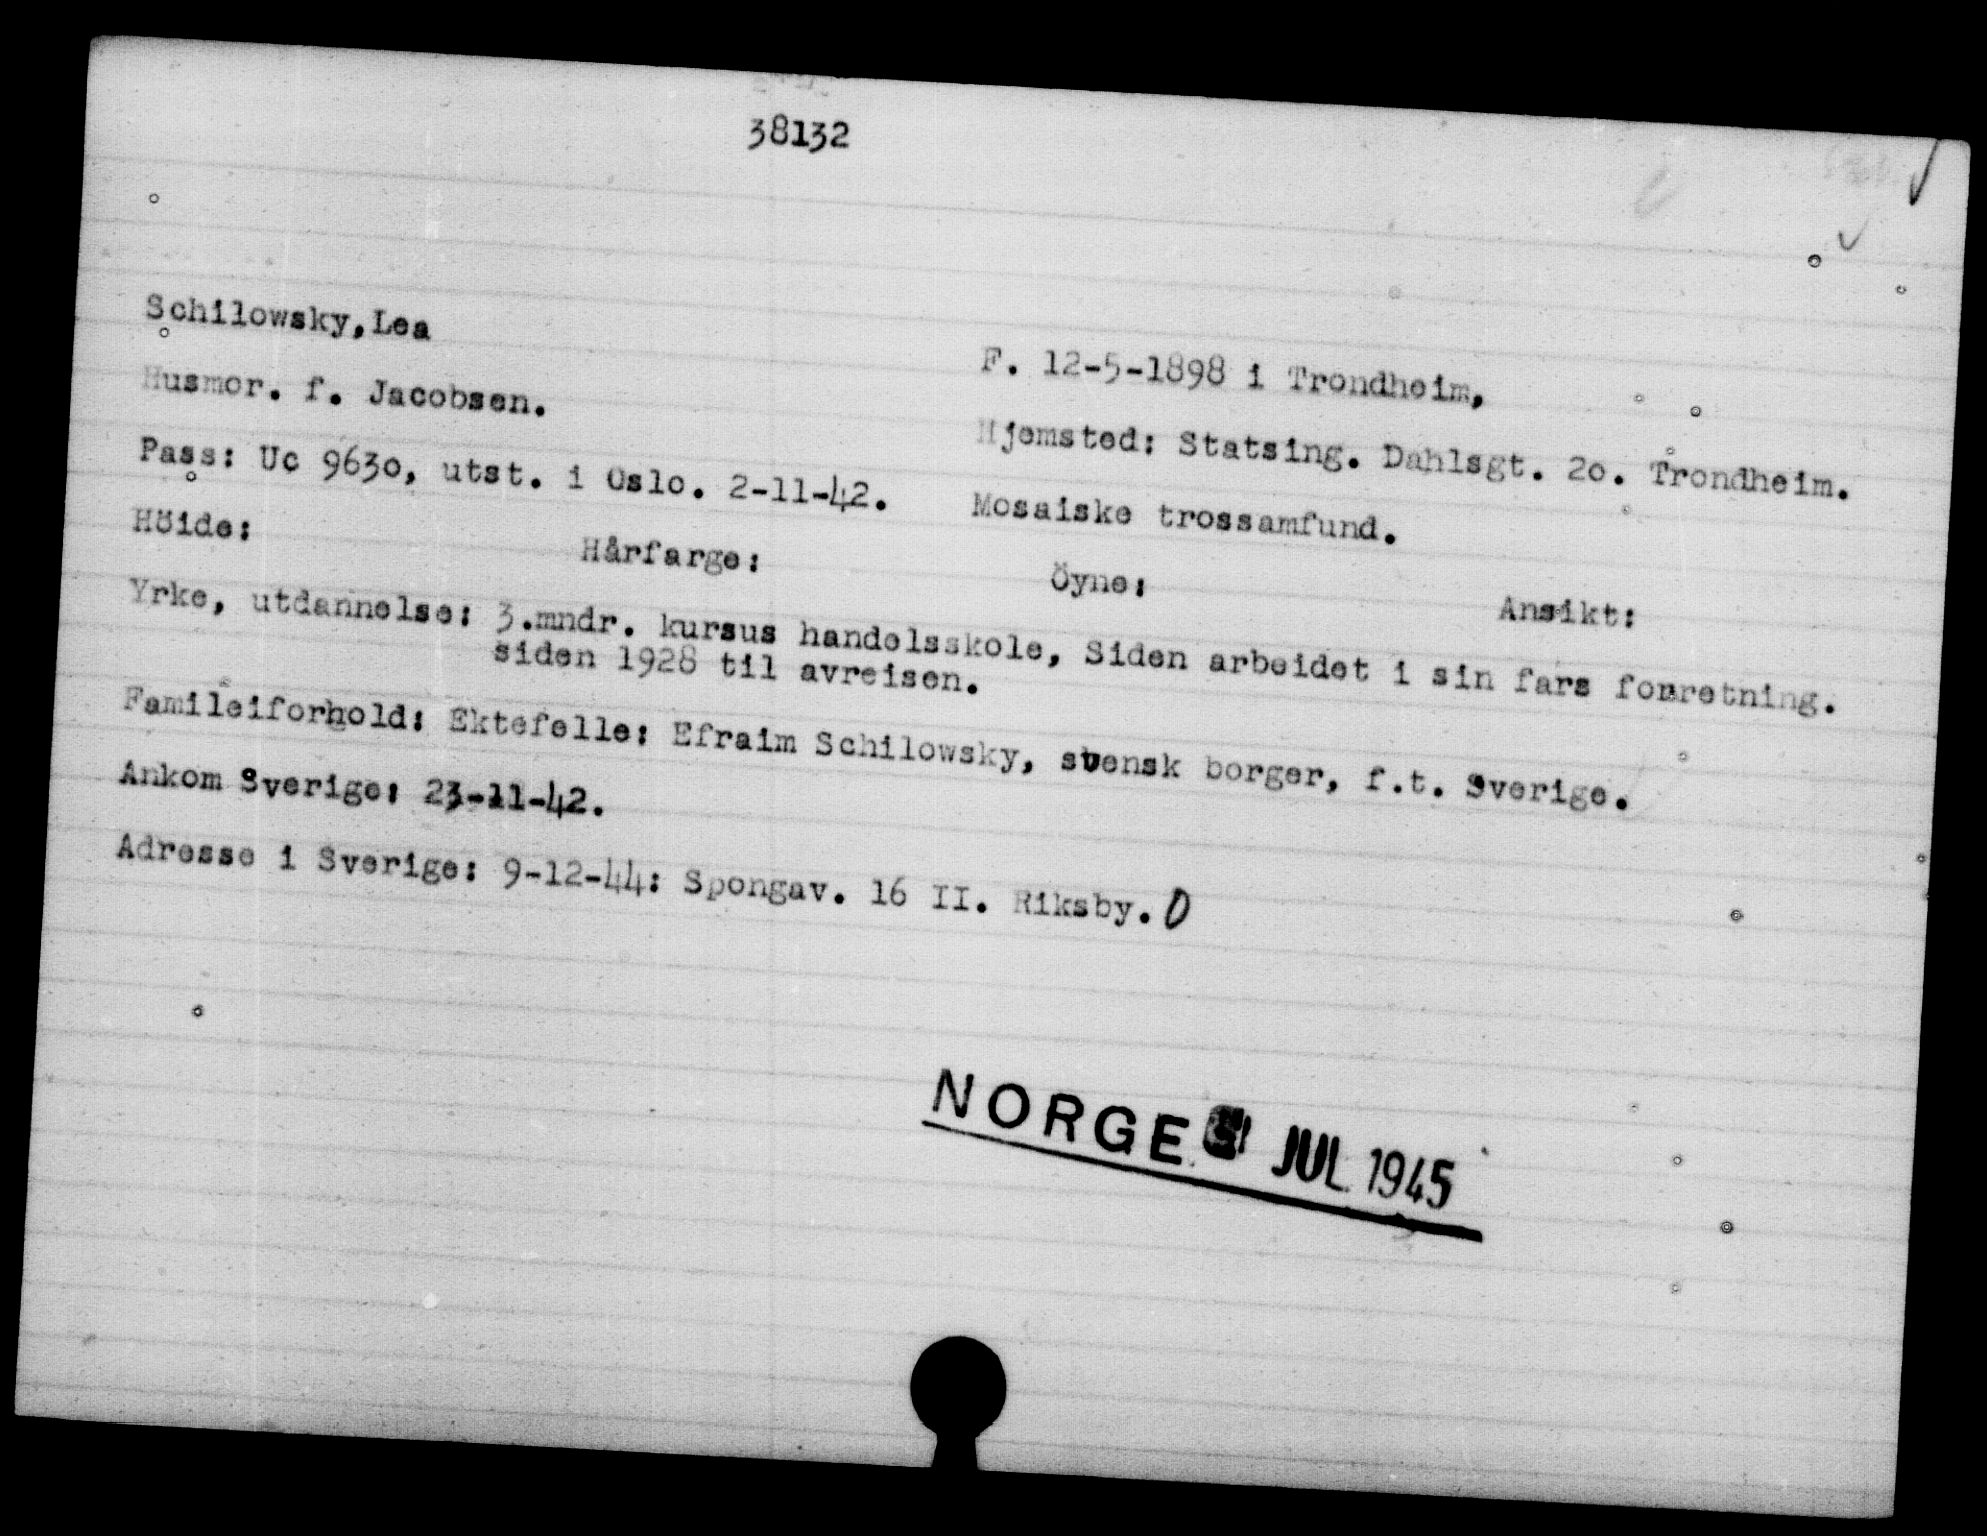 38132
Schilowsky, Lea
F. 12-5-1898 i Trondheim,
Husmor. f. Jacobsen.
Hjemsted: Statsing. Dahlsgt. 2o. Trondheim.
Pass: Uc 963o, utst. i Oslo. 2-11-42.
Mosaiske trossamfund.
Höide: Hårfarge: Öyne: Ansikt:
Yrke, utdannelse: 3.mndr. kursus handelsskole, Siden arbeidet i sin fars forretning.
siden 1928 til avreisen.
Famileiforhold: Ektefelle: Efraim Schilowsky, svensk borger, f.t. Sverige.
Ankom Sverige: 23-11-42.
Adresse i Sverige: 9-12-44: Spongav. 16 II. Riksby. D
NORGE JUL 1945